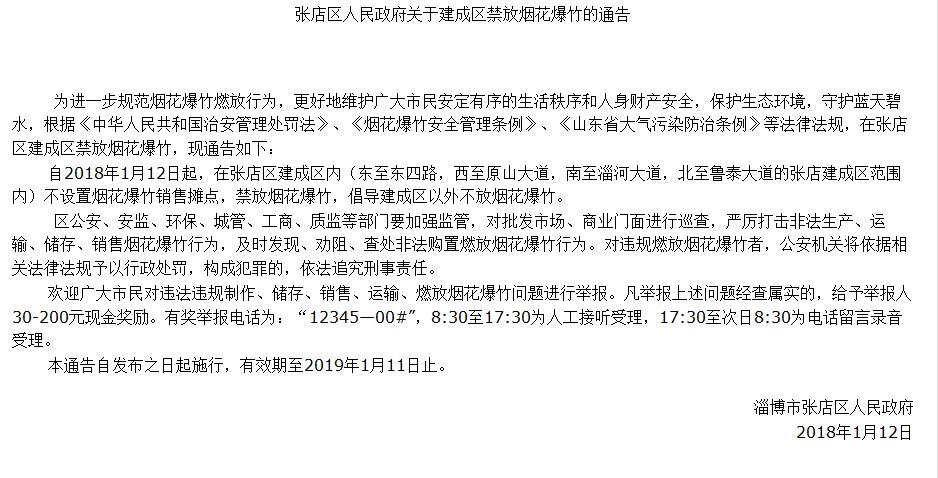 张店区人民政府关于建成区禁放烟花爆竹的通告
为进一步规范烟花爆竹燃放行为，更好地维护广大市民安定有序的生活秩序和人身财产安全，保护生态环境，守护蓝天碧
水，根据《中华人民共和国治安管理处罚法》、《烟花爆竹安全管理条例》、《山东省大气污染防治条例》等法律法规，在张店
区建成区禁放烟花爆竹，现通告如下：
自2018年1月12日起，在张店区建成区内（东至东四路，西至原山大道，南至淄河大道，北至鲁泰大道的张店建成区范围
内）不设置烟花爆竹销售摊点，禁放烟花爆竹，倡导建成区以外不放烟花爆竹。
区公安、安监、环保、城管、工商、质监等部门要加强监管，对批发市场、商业门面进行巡查，严厉打击非法生产、运
输、储存、销售烟花爆竹行为，及时发现、劝阻、查处非法购置燃放烟花爆竹行为。对违规燃放烟花爆竹者，公安机关将依据相
关法律法规予以行政处罚，构成犯罪的，依法追究刑事责任。
欢迎广大市民对违法违规制作、储存、销售、运输、燃放烟花爆竹问题进行举报。凡举报上述问题经查属实的，给予举报人
30-200元现金奖励。有奖举报电话为：“12345—00#”，8:30至17:30为人工接听受理，17:30至次日8:30为电话留言录音
受理。
本通告自发布之日起施行，有效期至2019年1月11日止。
淄博市张店区人民政府
2018年1月12日